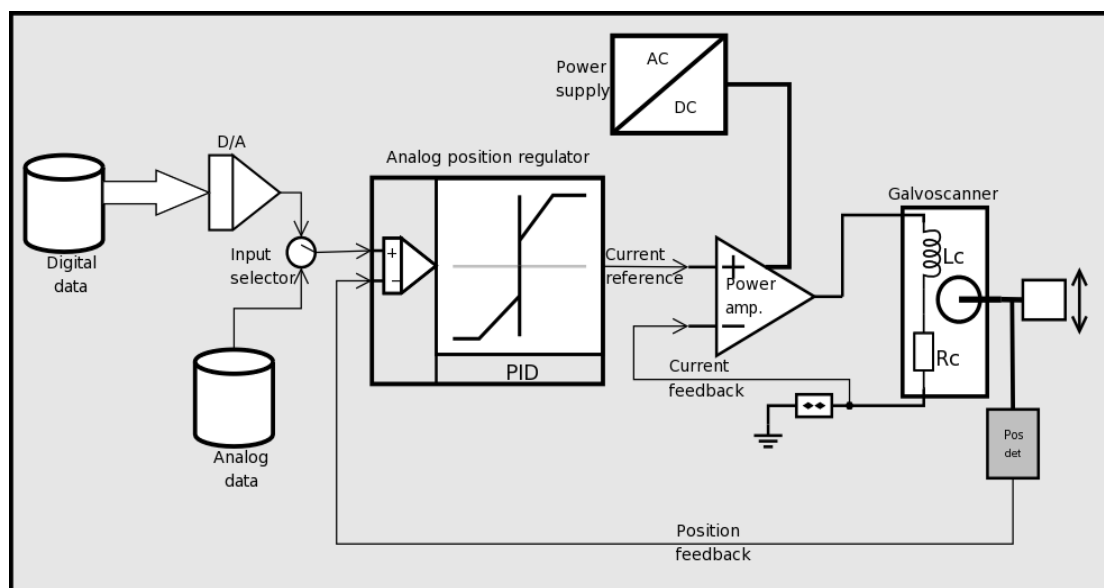 AC
Power
supply
DC
D/A
Analog position regulator
Galvoscanner
Input
selector
+
−
Current
reference
Lc
Digital
data
+
Power
amp.
−
Rc
PID
Current
feedback
Pos
det
Analog
data
Position
feedback